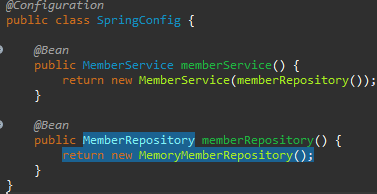 @Configuration
public class SpringConfig {
@Bean
public MemberService memberService() {
return new MemberService(memberRepository());
}
@Bean
public MemberRepository memberRepository() {
return new MemoryMemberRepository();
}
}